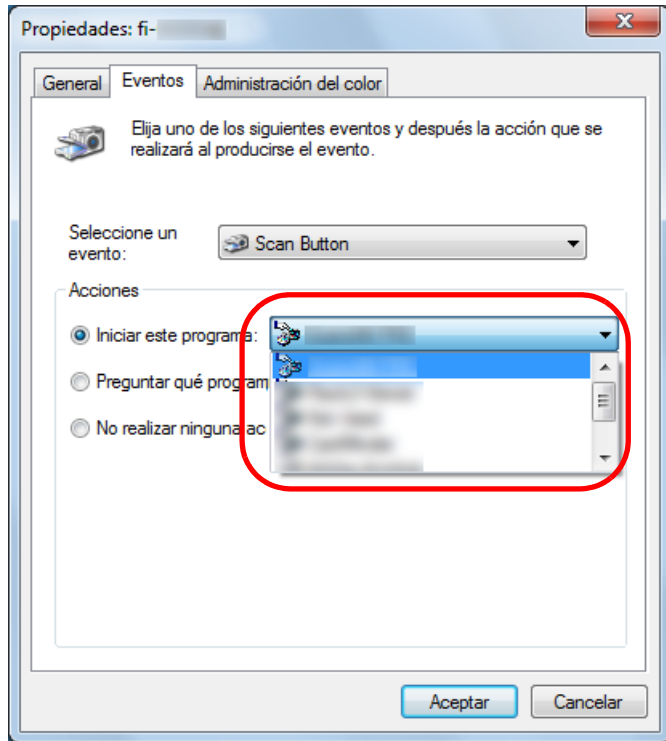 Propiedades: fi-
General
Eventos
Administración del color
Elija uno de los siguientes eventos y después la acción que se
realizará al producirse el evento.
Seleccione un
evento:
Scan Button
Acciones
Iniciar este programa:
Preguntar qué program
No realizar ninguna ac
Aceptar
Cancelar